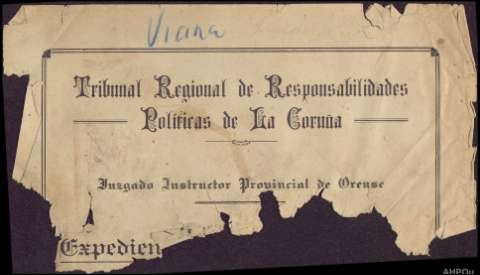 Viana
Tribunal Regional de Responsabilidades
Políticas de La Coruña
Juzgado Instructor Provincial de Orense
Expedien
AHPOu